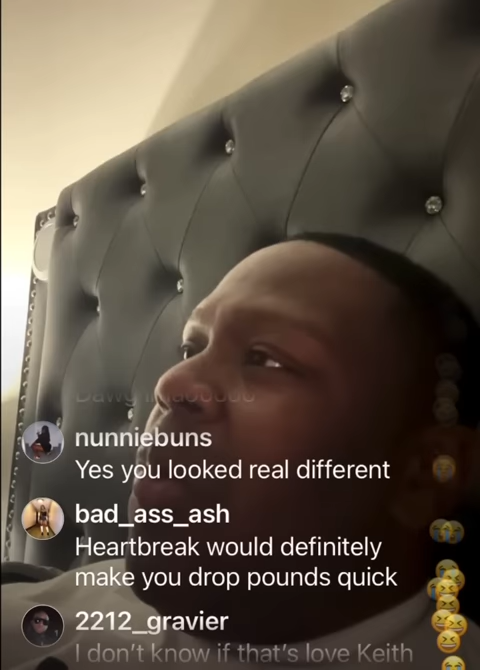 nunniebuns
Yes you looked real different
bad_ass_ash
Heartbreak would definitely
make you drop pounds quick
2212_gravier
I don't know if that's love Keith